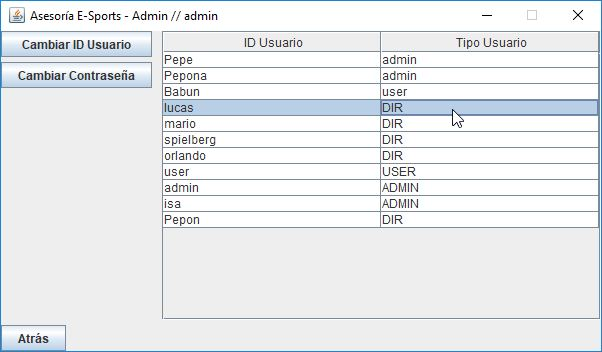 Asesoría E-Sports - Admin // admin
Cambiar ID Usuario
Cambiar Contraseña
ID Usuario Tipo Usuario
Pepe admin
Pepona admin
Babun user
lucas DIR
mario DIR
spielberg DIR
orlando DIR
user USER
admin ADMIN
isa ADMIN
Pepon DIR
Atrás